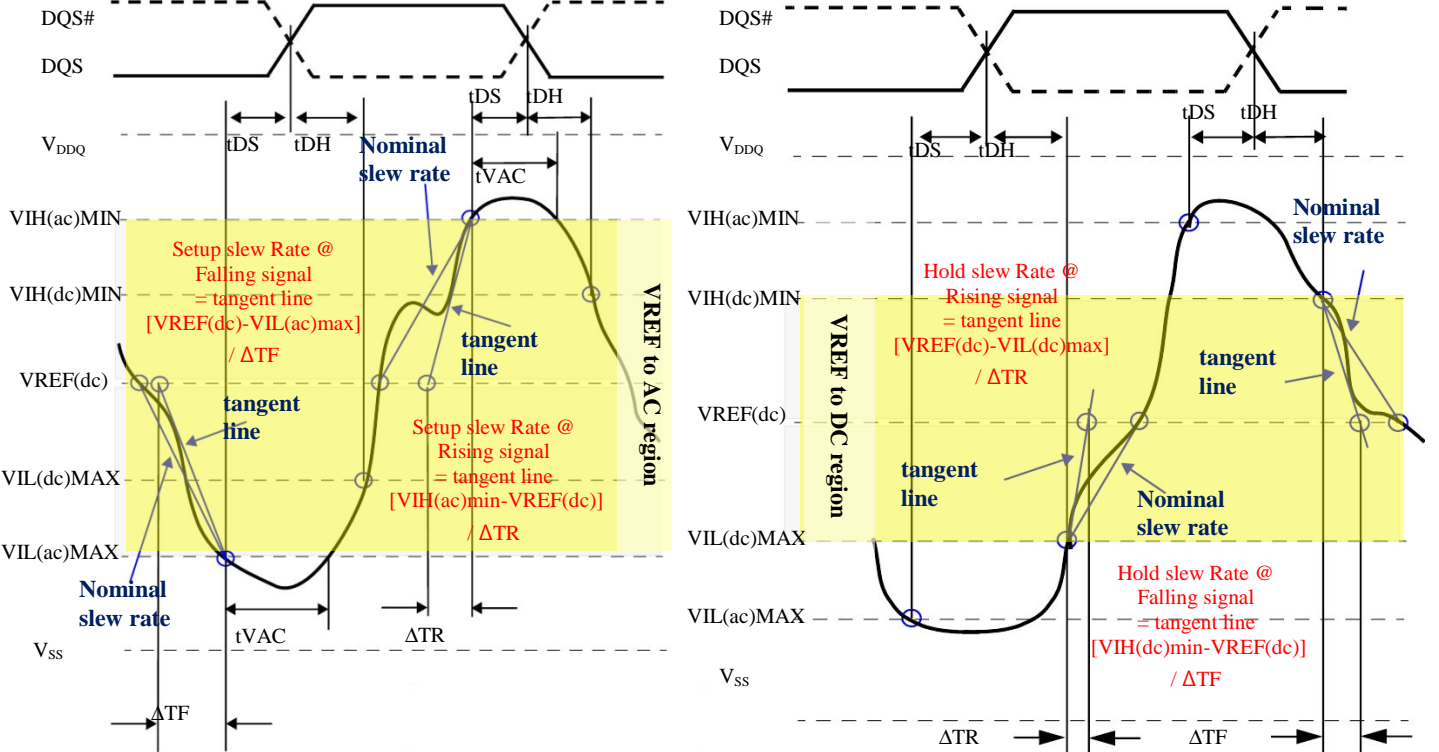 DQS#
DQS
tDS
tDH
tDS
tDH
V_DDQ
Nominal
slew rate
tVAC
VIH(ac)MIN
Setup slew Rate @
Falling signal
= tangent line
[VREF(dc)-VIL(ac)max]
/ ΔTF
VIH(dc)MIN
tangent
line
VREF to AC region
VREF(dc)
tangent
line
Setup slew Rate @
Rising signal
= tangent line
[VIH(ac)min-VREF(dc)]
/ ΔTR
VIL(dc)MAX
VIL(ac)MAX
Nominal
slew rate
tVAC
ΔTR
V_SS
ΔTF
DQS#
DQS
tDS
tDH
tDS
tDH
V_DDQ
VIH(ac)MIN
Nominal
slew rate
Hold slew Rate @
Rising signal
= tangent line
[VREF(dc)-VIL(dc)max]
/ ΔTR
VIH(dc)MIN
VREF to DC region
tangent
line
VREF(dc)
tangent
line
Nominal
slew rate
VIL(dc)MAX
Hold slew Rate @
Falling signal
= tangent line
[VIH(dc)min-VREF(dc)]
/ ΔTF
VIL(ac)MAX
V_SS
ΔTR
ΔTF